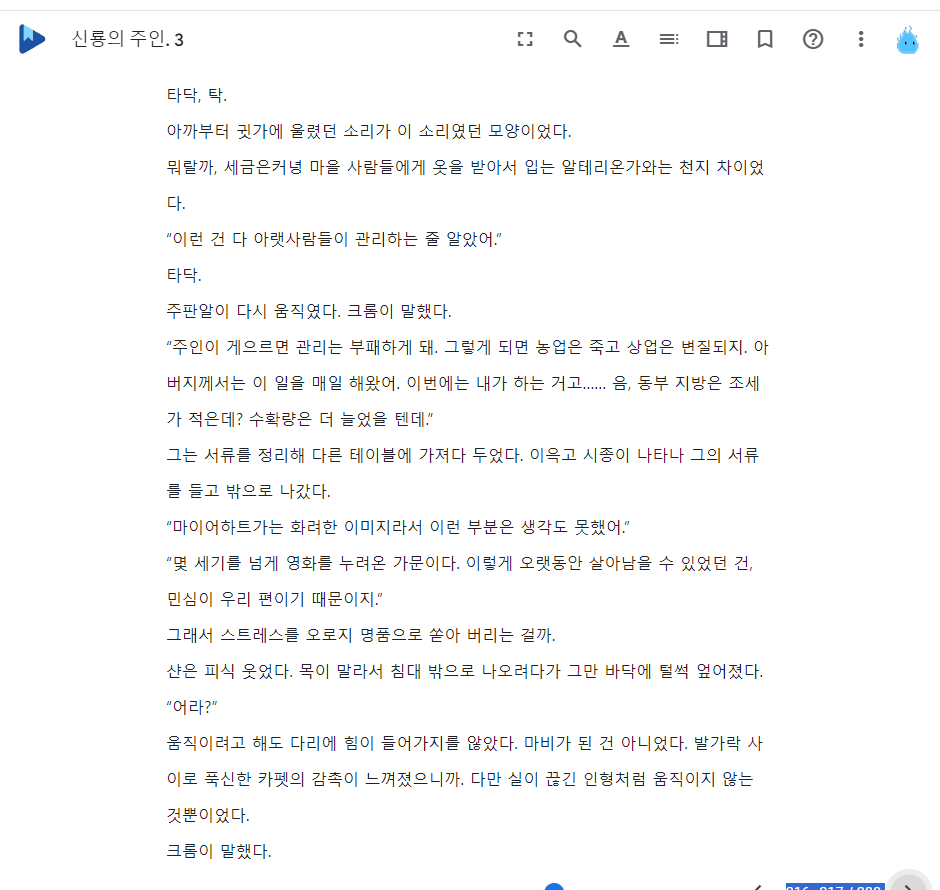 신룡의 주인. 3
타닥, 탁.
아까부터 귓가에 울렸던 소리가 이 소리였던 모양이었다.
뭐랄까, 세금은커녕 마을 사람들에게 옷을 받아서 입는 알테리온가와는 천지 차이었
다.
“이런 건 다 아랫사람들이 관리하는 줄 알았어.”
타닥.
주판알이 다시 움직였다. 크롬이 말했다.
“주인이 게으르면 관리는 부패하게 돼. 그렇게 되면 농업은 죽고 상업은 변질되지. 아
버지께서는 이 일을 매일 해왔어. 이번에는 내가 하는 거고…… 음, 동부 지방은 조세
가 적은데? 수확량은 더 늘었을 텐데.”
그는 서류를 정리해 다른 테이블에 가져다 두었다. 이윽고 시종이 나타나 그의 서류
를 들고 밖으로 나갔다.
“마이어하트가는 화려한 이미지라서 이런 부분은 생각도 못했어.”
“몇 세기를 넘게 영화를 누려온 가문이다. 이렇게 오랫동안 살아남을 수 있었던 건,
민심이 우리 편이기 때문이지.”
그래서 스트레스를 오로지 명품으로 쏟아 버리는 걸까.
샨은 피식 웃었다. 목이 말라서 침대 밖으로 나오려다가 그만 바닥에 털썩 엎어졌다.
“어라?”
움직이려고 해도 다리에 힘이 들어가지를 않았다. 마비가 된 건 아니었다. 발가락 사
이로 푹신한 카펫의 감촉이 느껴졌으니까. 다만 실이 끊긴 인형처럼 움직이지 않는
것뿐이었다.
크롬이 말했다.